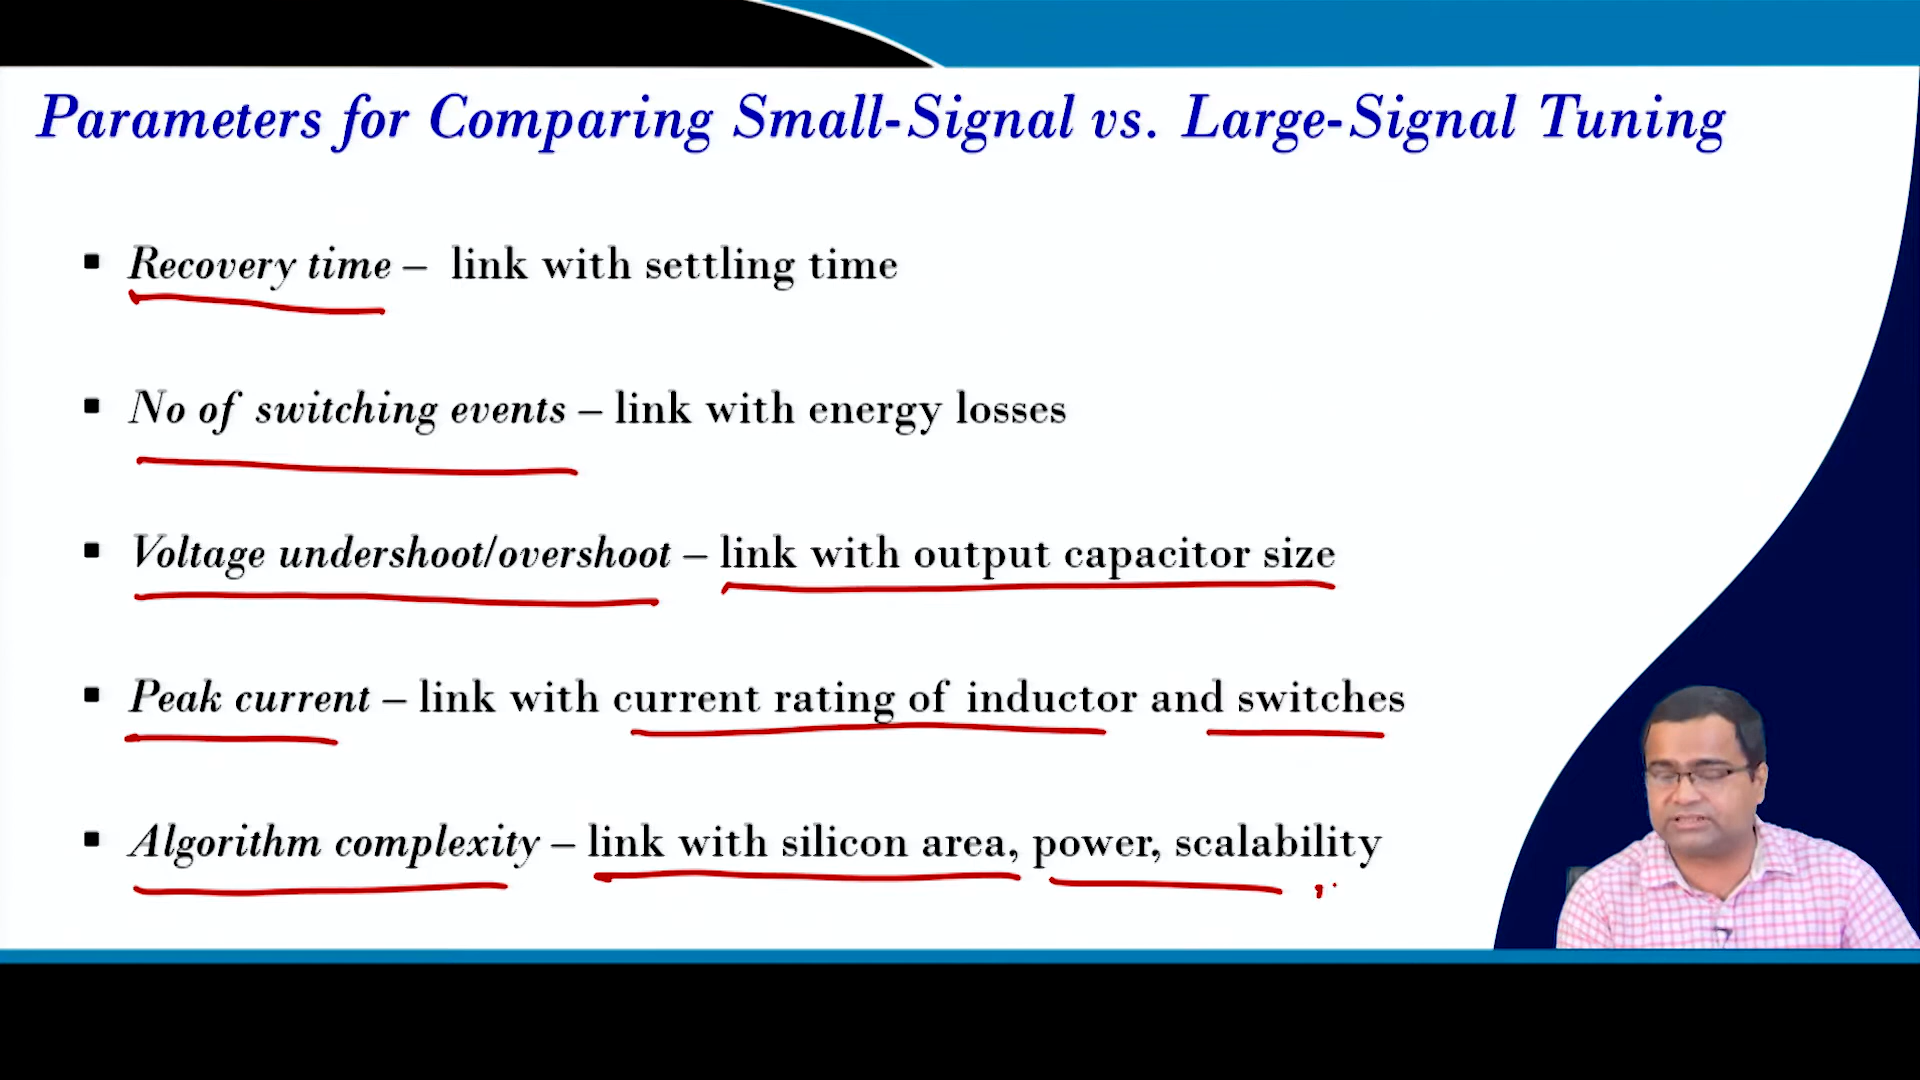 Parameters for Comparing Small-Signal vs. Large-Signal Tuning
▪ Recovery time – link with settling time
▪ No of switching events – link with energy losses
▪ Voltage undershoot/overshoot – link with output capacitor size
▪ Peak current – link with current rating of inductor and switches
▪ Algorithm complexity – link with silicon area, power, scalability